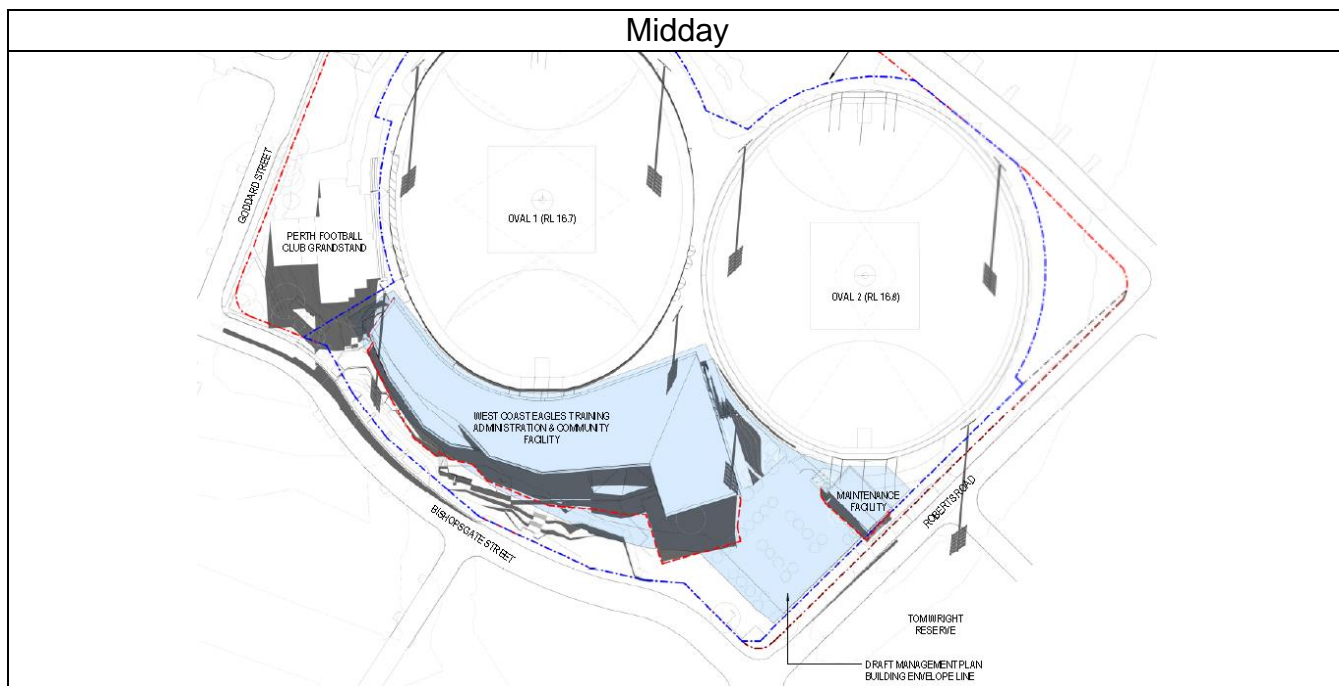 Midday
GODDARD STREET
PERTH FOOTBALL
CLUB GRANDSTAND
OVAL 1 (RL 16.7)
OVAL 2 (RL 16.8)
WEST COAST EAGLES TRAINING
ADMINISTRATION & COMMUNITY
FACILITY
MAINTENANCE
FACILITY
ROBERTS ROAD
BISHOPSGATE STREET
TOM WRIGHT
RESERVE
DRAFT MANAGEMENT PLAN
BUILDING ENVELOPE LINE